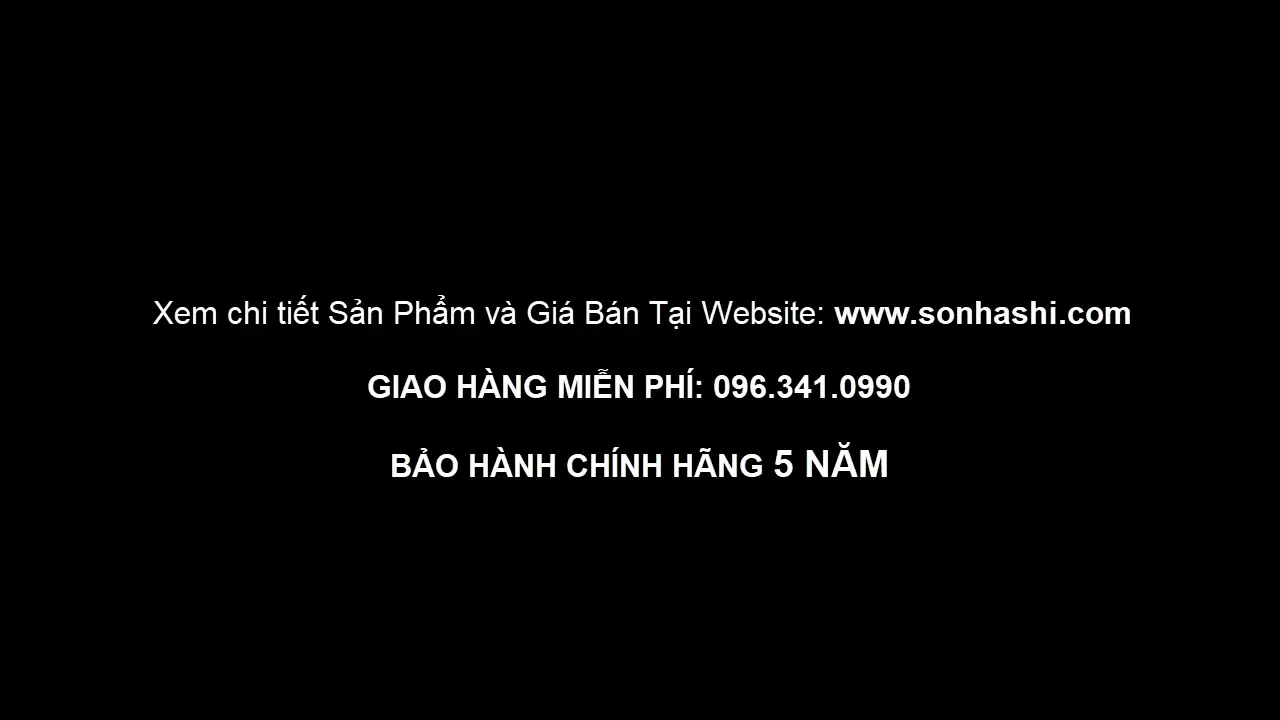 Xem chi tiết Sản Phẩm và Giá Bán Tại Website: www.sonhashi.com
GIAO HÀNG MIỄN PHÍ: 096.341.0990
BẢO HÀNH CHÍNH HÃNG 5 NĂM